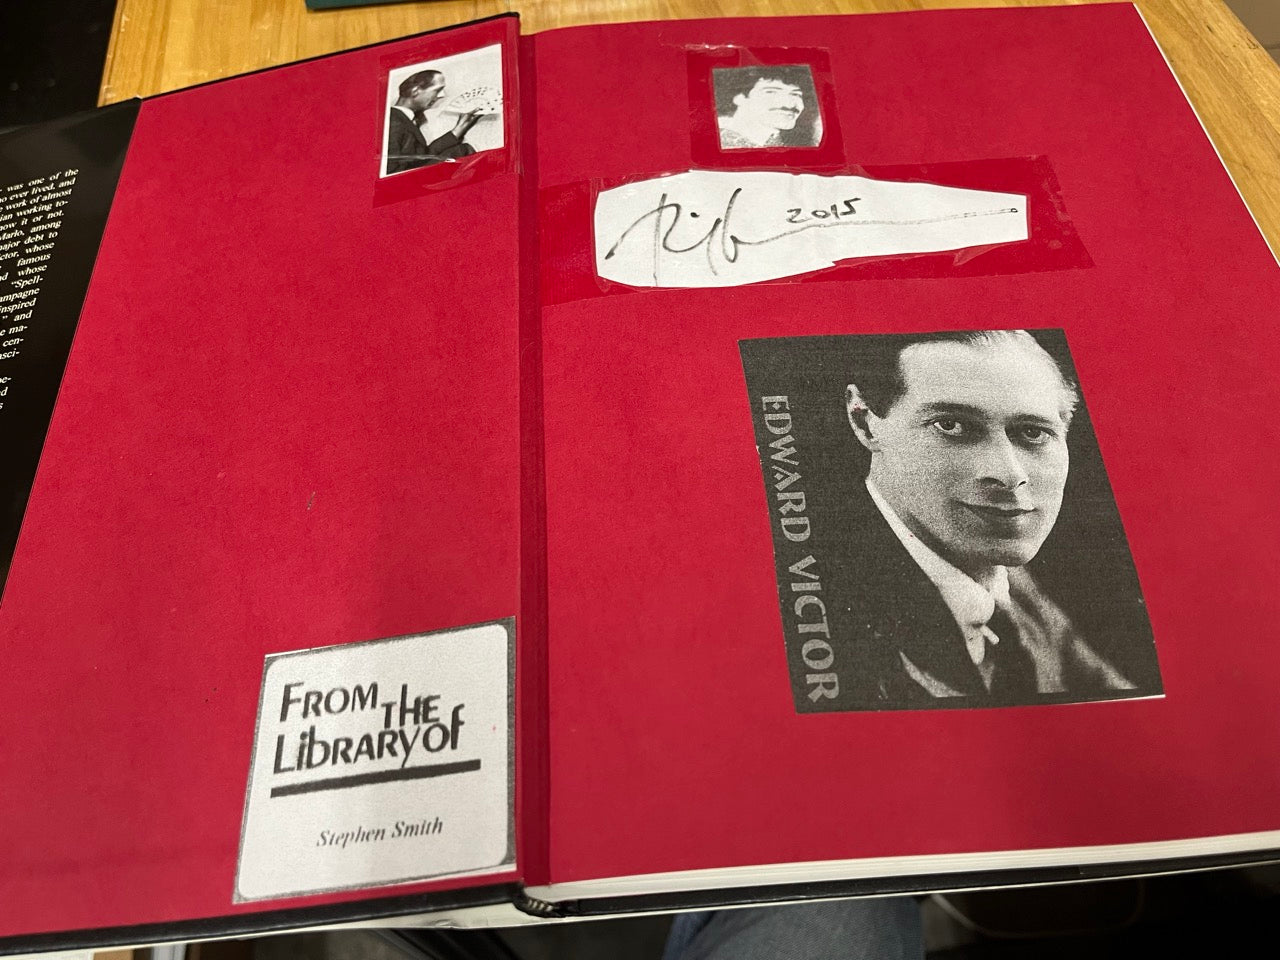 was one of the
ever lived, and
work of almost
ian working to-
now it or not.
Marlo, among
major debt to
ctor, whose
famous
whose
"Spell-
ampagne
inspired
" and
ma-
cen-
asci-
2015
EDWARD VICTOR
FROM THE
LibRARY of
Stephen Smith